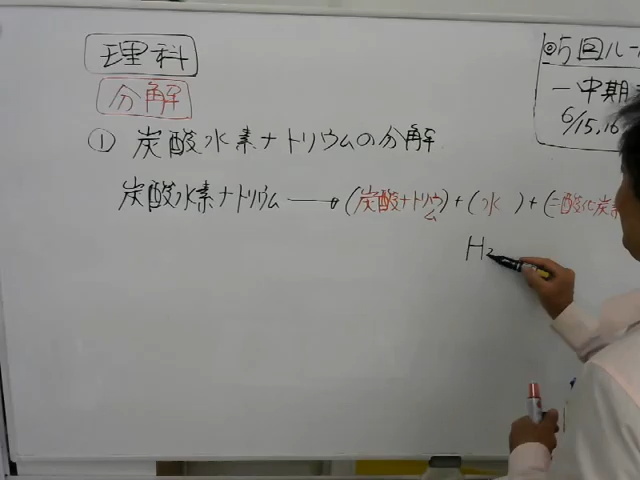 理科
分解
① 炭酸水素ナトリウムの分解
炭酸水素ナトリウム → (炭酸ナトリウム) + (水) + (二酸化炭素
H₂
⦿5回ルー
一中期
6/15,16